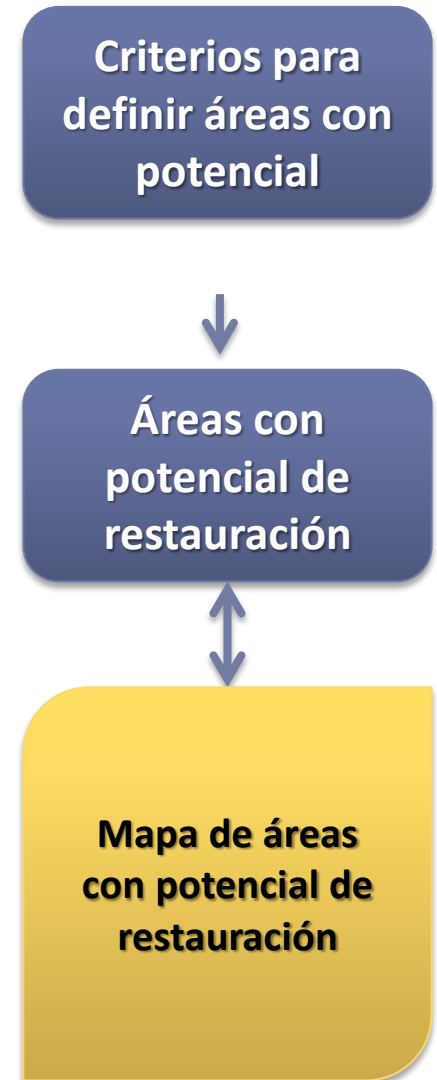 Criterios para
definir áreas con
potencial
Áreas con
potencial de
restauración
Mapa de áreas
con potencial de
restauración